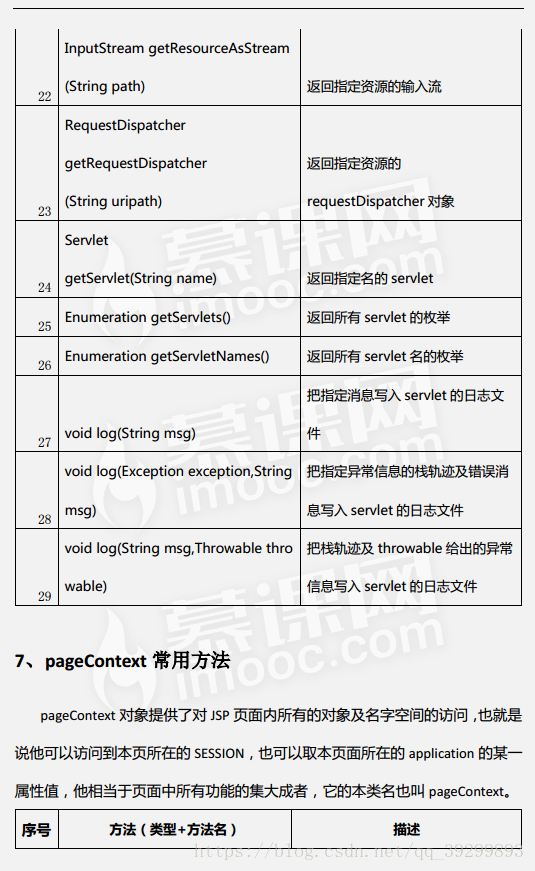 InputStream getResourceAsStream
(String path)
22
返回指定资源的输入流
RequestDispatcher
getRequestDispatcher
(String uripath)
23
返回指定资源的
requestDispatcher 对象
Servlet
getServlet(String name)
24
返回指定名的 servlet
25 Enumeration getServlets() 返回所有 servlet 的枚举
26 Enumeration getServletNames() 返回所有 servlet 名的枚举
27
void log(String msg)
把指定消息写入 servlet 的日志文
件
28
void log(Exception exception,String
msg)
把指定异常信息的栈轨迹及错误消
息写入 servlet 的日志文件
29
void log(String msg,Throwable thro
wable)
把栈轨迹及 throwable 给出的异常
信息写入 servlet 的日志文件
慕课网
imooc.com
慕课网
imooc.com
慕课网
imooc.com
7、pageContext 常用方法
pageContext 对象提供了对 JSP 页面内所有的对象及名字空间的访问，也就是
说他可以访问到本页所在的 SESSION，也可以取本页面所在的 application 的某一
属性值，他相当于页面中所有功能的集大成者，它的本类名也叫 pageContext。
序号 方法（类型+方法名） 描述
https://blog.csdn.net/qq_39299893